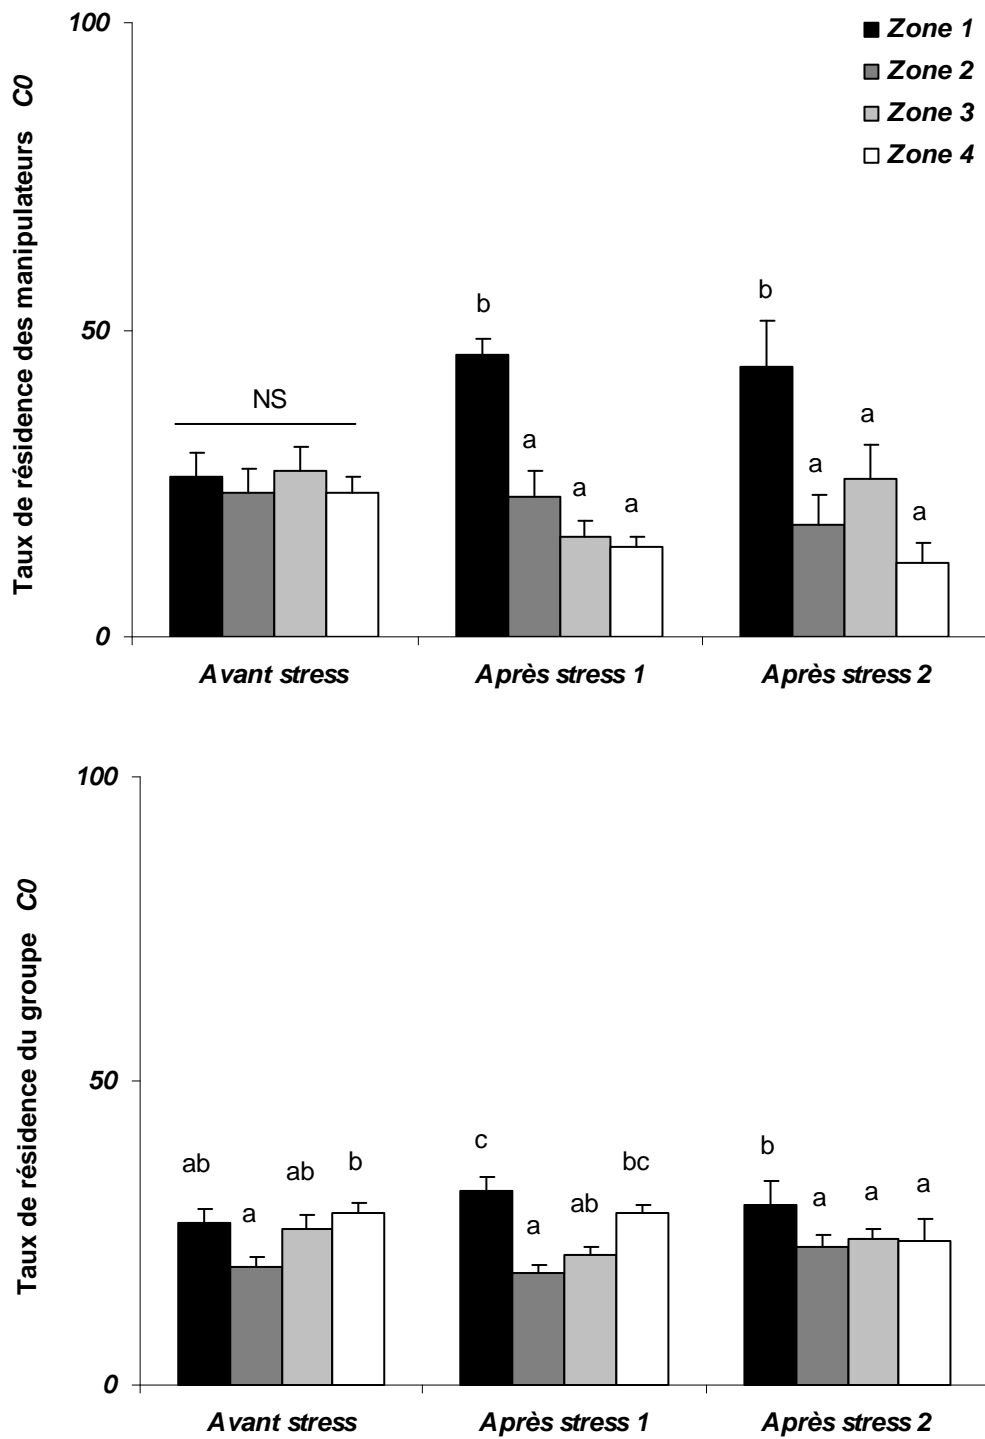 Taux de résidence des manipulateurs C0
100
50
0
Zone 1
Zone 2
Zone 3
Zone 4
NS
b
a
a
a
b
a
a
a
Avant stress
Après stress 1
Après stress 2
Taux de résidence du groupe C0
100
50
0
ab
a
ab
b
c
a
ab
bc
b
a
a
a
Avant stress
Après stress 1
Après stress 2